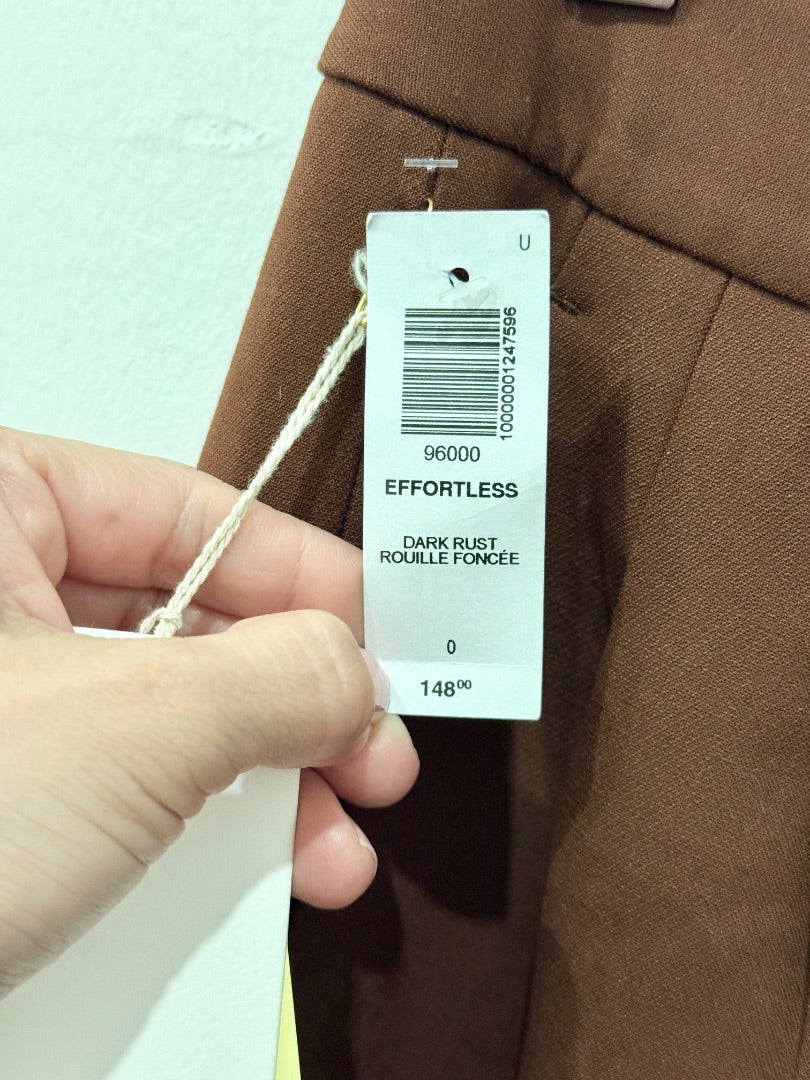 U
10000001247596
96000
EFFORTLESS
DARK RUST
ROUILLE FONCÉE
0
148⁰⁰